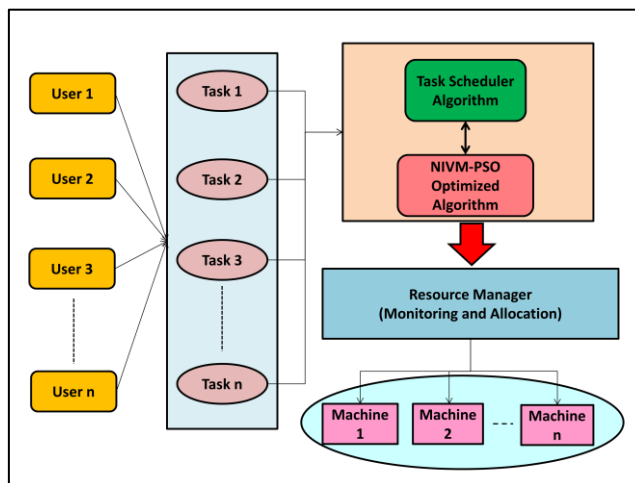 User 1
User 2
User 3
User n
Task 1
Task 2
Task 3
Task n
Task Scheduler
Algorithm
NIVM-PSO
Optimized
Algorithm
Resource Manager
(Monitoring and Allocation)
Machine
1
Machine
2
Machine
n